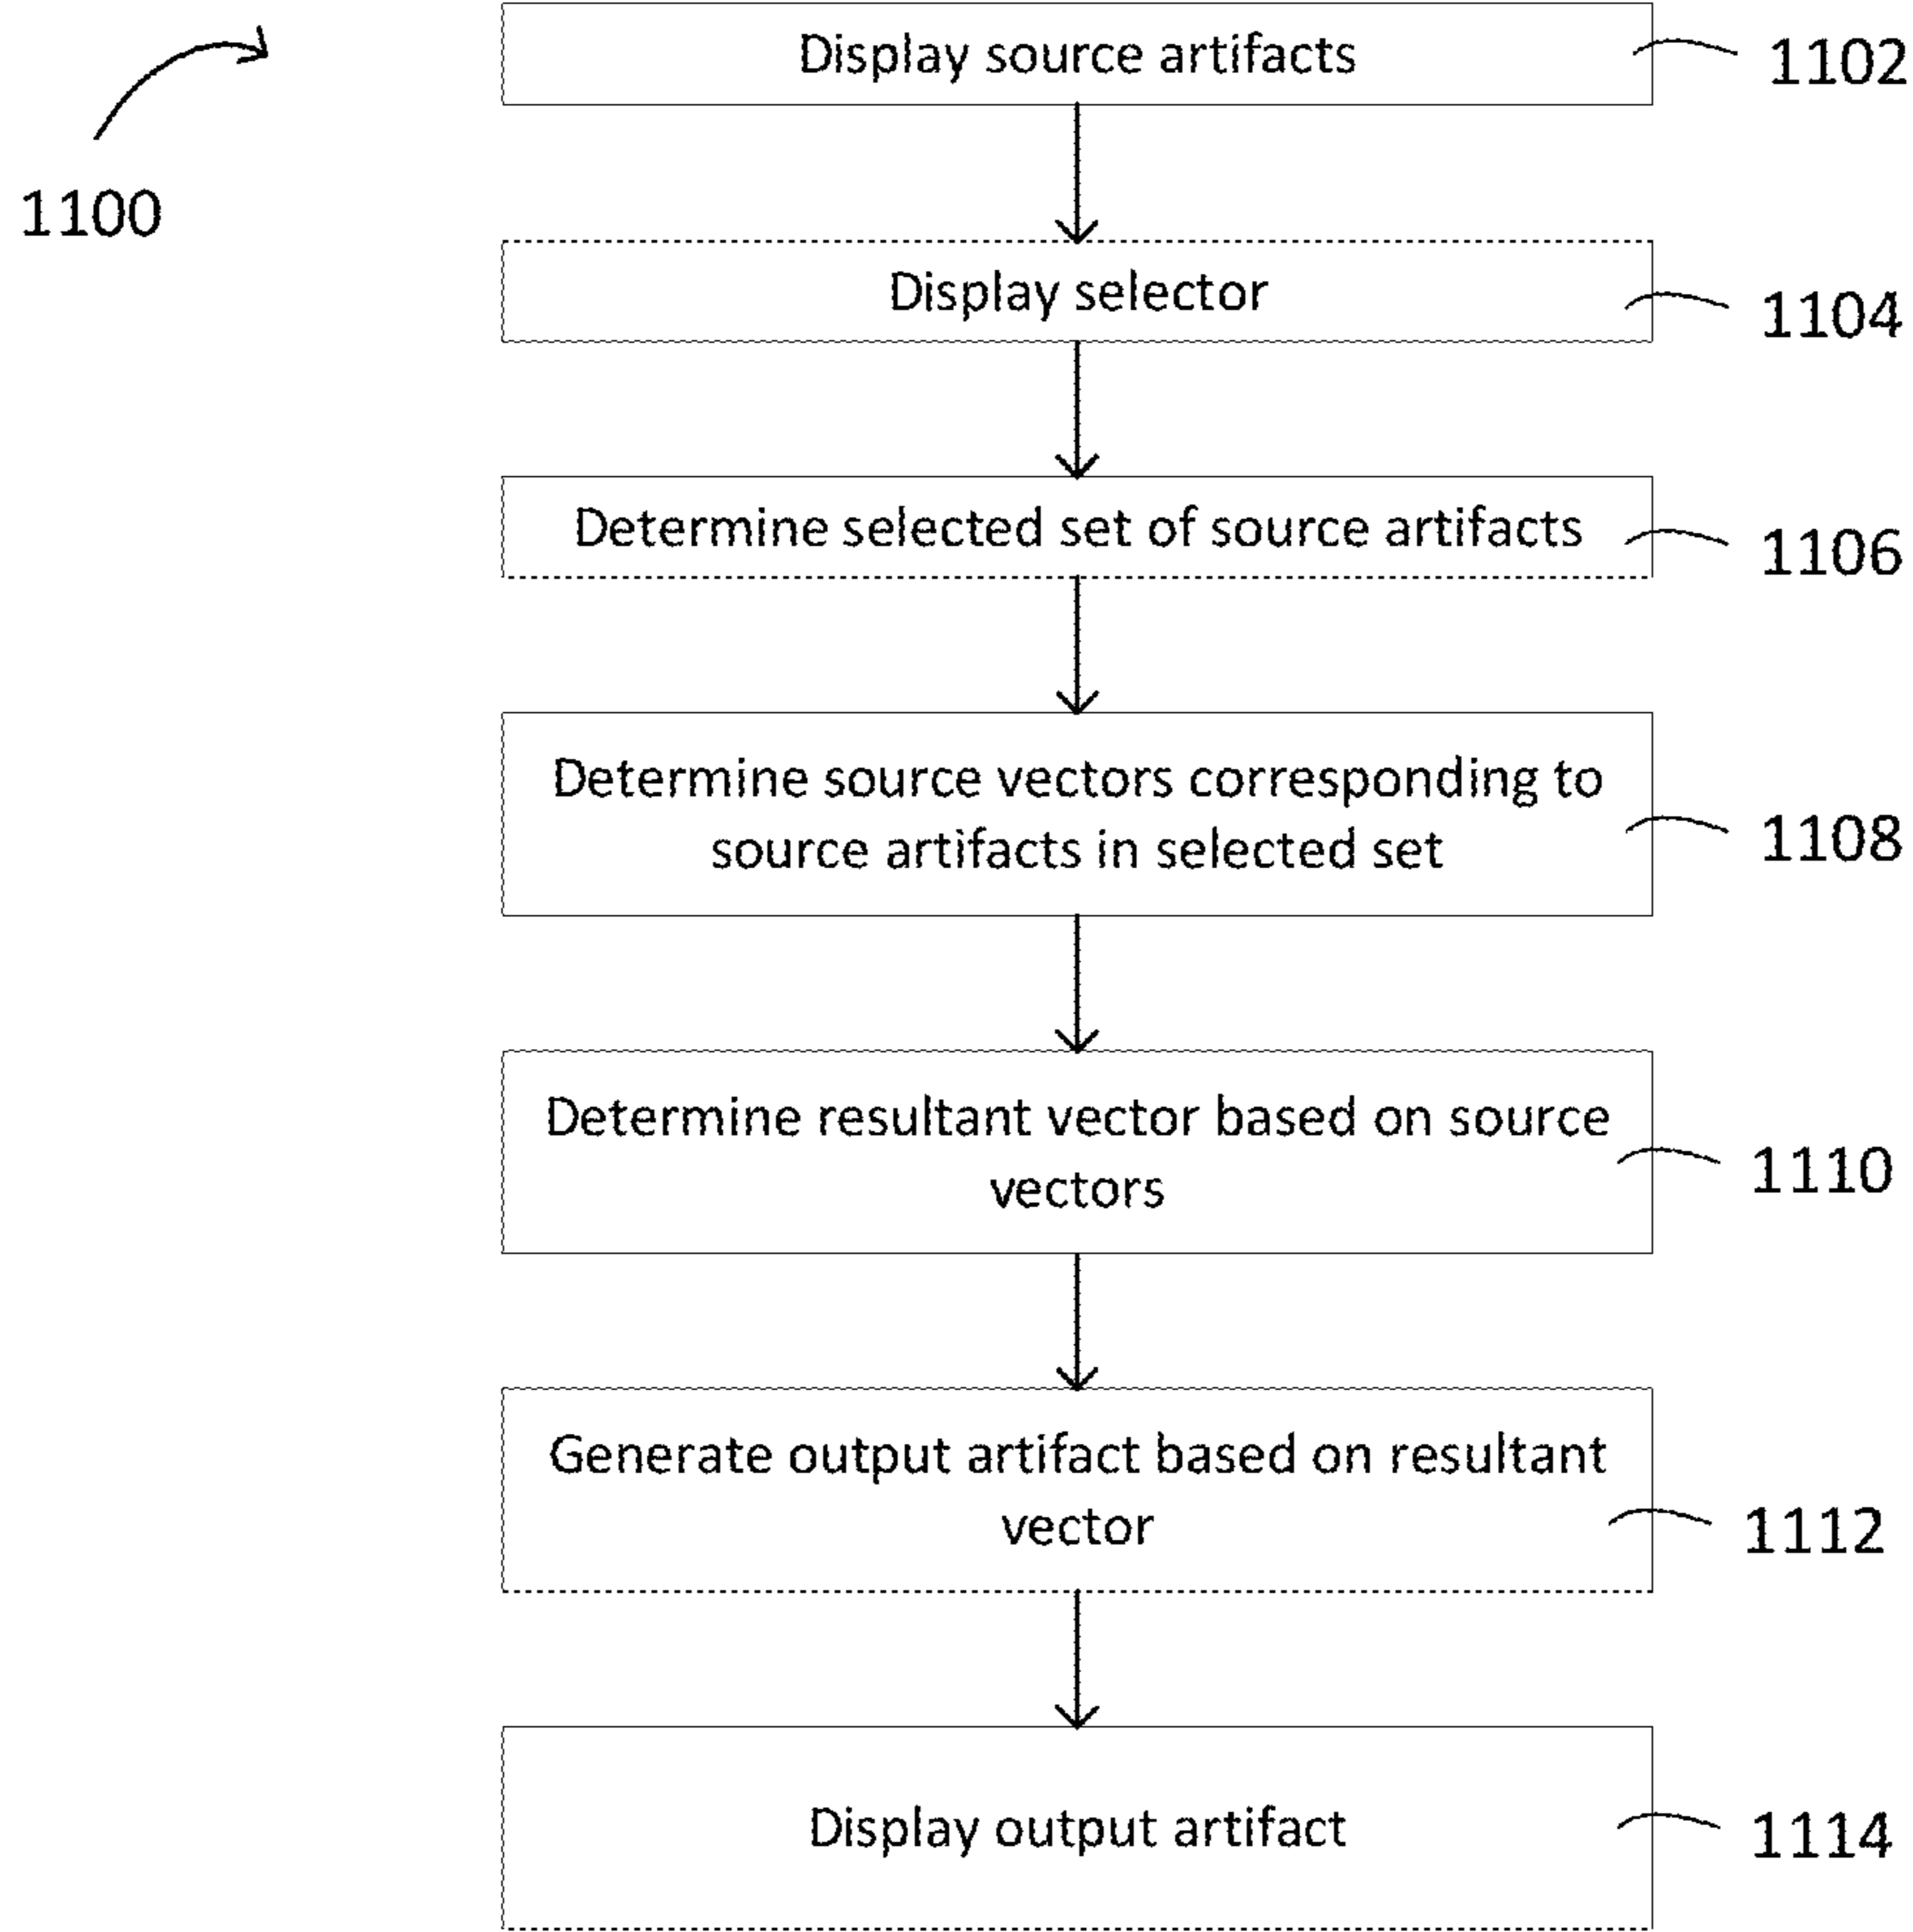 Display source artifacts
1102
1100
Display selector
1104
Determine selected set of source artifacts
1106
Determine source vectors corresponding to
source artifacts in selected set
1108
Determine resultant vector based on source
vectors
1110
Generate output artifact based on resultant
vector
1112
Display output artifact
1114